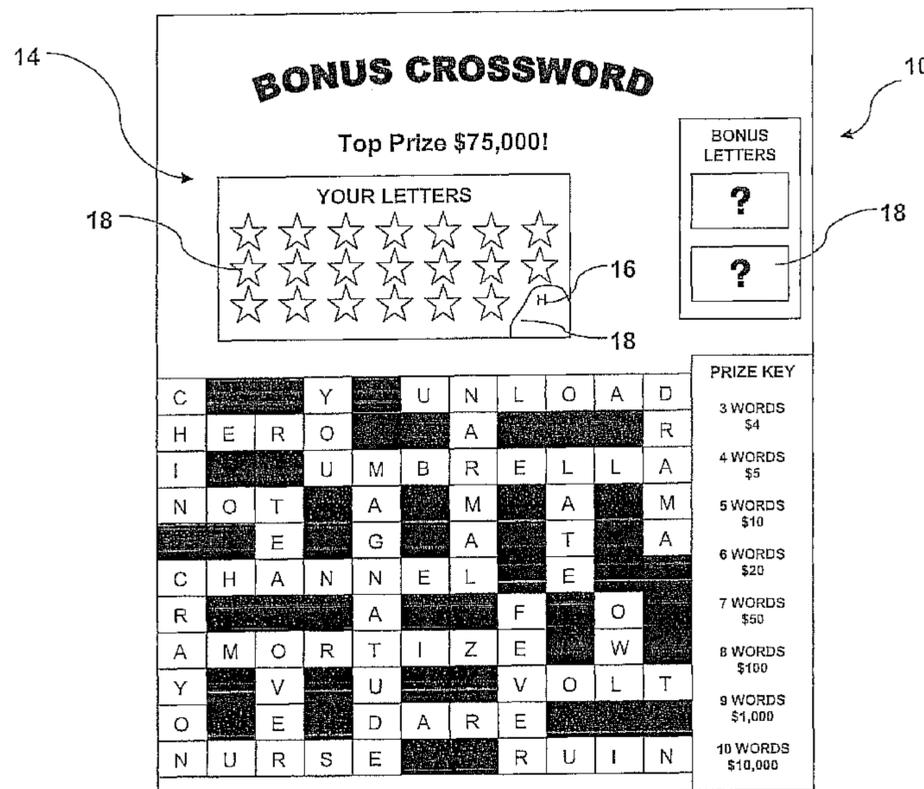 14
10
BONUS CROSSWORD
Top Prize $75,000!
BONUS
LETTERS
?
?
YOUR LETTERS
18
18
16
H
18
C Y U N L O A D
H E R O A R
I U M B R E L L A
N O T A M A M
E G A T A
C H A N N E L E
R A F O
A M O R T I Z E W
Y V U V O L T
O E D A R E
N U R S E R U I N
PRIZE KEY
3 WORDS
$4
4 WORDS
$5
5 WORDS
$10
6 WORDS
$20
7 WORDS
$50
8 WORDS
$100
9 WORDS
$1,000
10 WORDS
$10,000